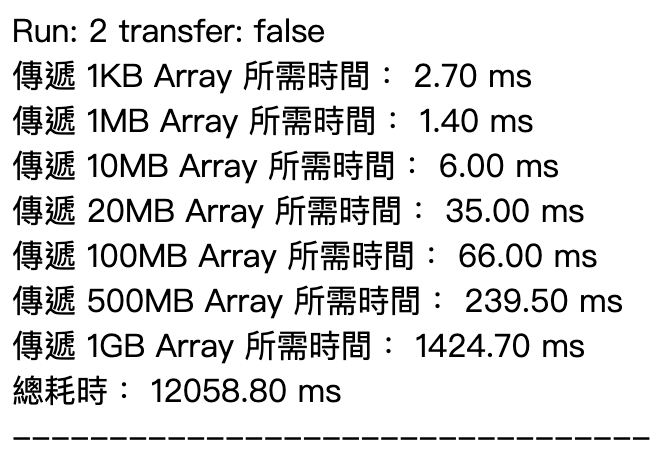 Run: 2 transfer: false
傳遞 1KB Array 所需時間： 2.70 ms
傳遞 1MB Array 所需時間： 1.40 ms
傳遞 10MB Array 所需時間： 6.00 ms
傳遞 20MB Array 所需時間： 35.00 ms
傳遞 100MB Array 所需時間： 66.00 ms
傳遞 500MB Array 所需時間： 239.50 ms
傳遞 1GB Array 所需時間： 1424.70 ms
總耗時： 12058.80 ms
---------------------------------